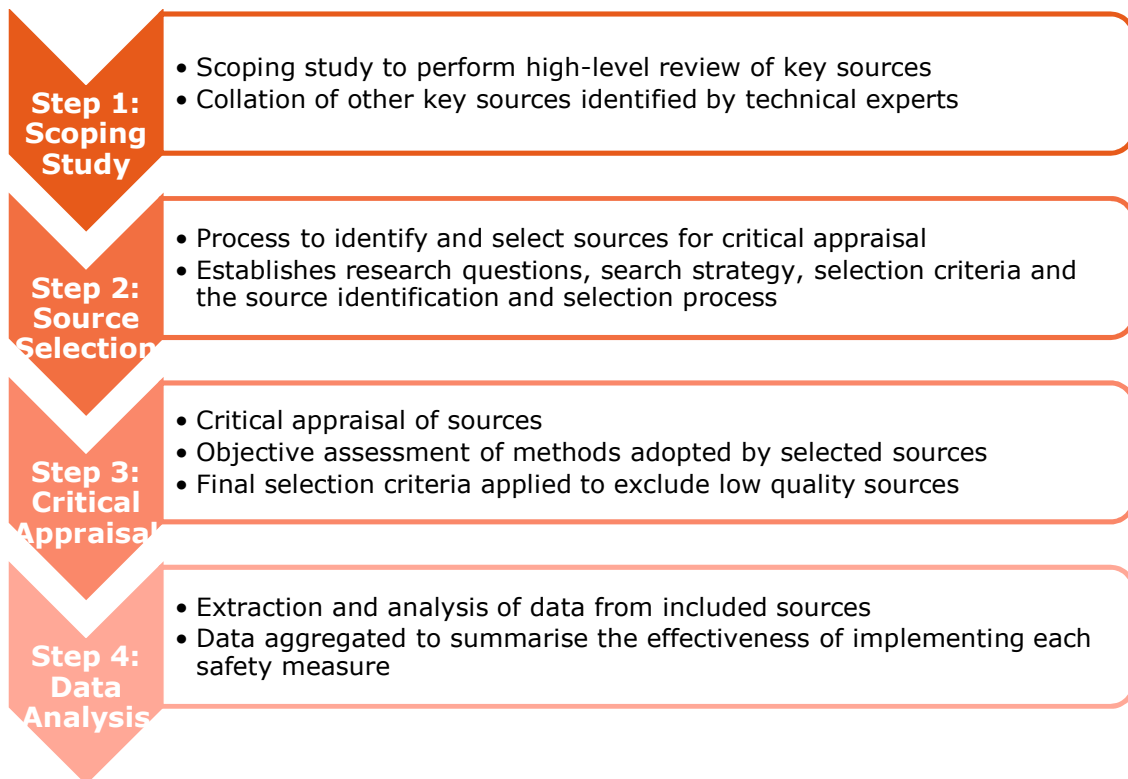 Step 1:
Scoping
Study
• Scoping study to perform high-level review of key sources
• Collation of other key sources identified by technical experts
Step 2:
Source
Selection
• Process to identify and select sources for critical appraisal
• Establishes research questions, search strategy, selection criteria and
the source identification and selection process
Step 3:
Critical
Appraisal
• Critical appraisal of sources
• Objective assessment of methods adopted by selected sources
• Final selection criteria applied to exclude low quality sources
Step 4:
Data
Analysis
• Extraction and analysis of data from included sources
• Data aggregated to summarise the effectiveness of implementing each
safety measure